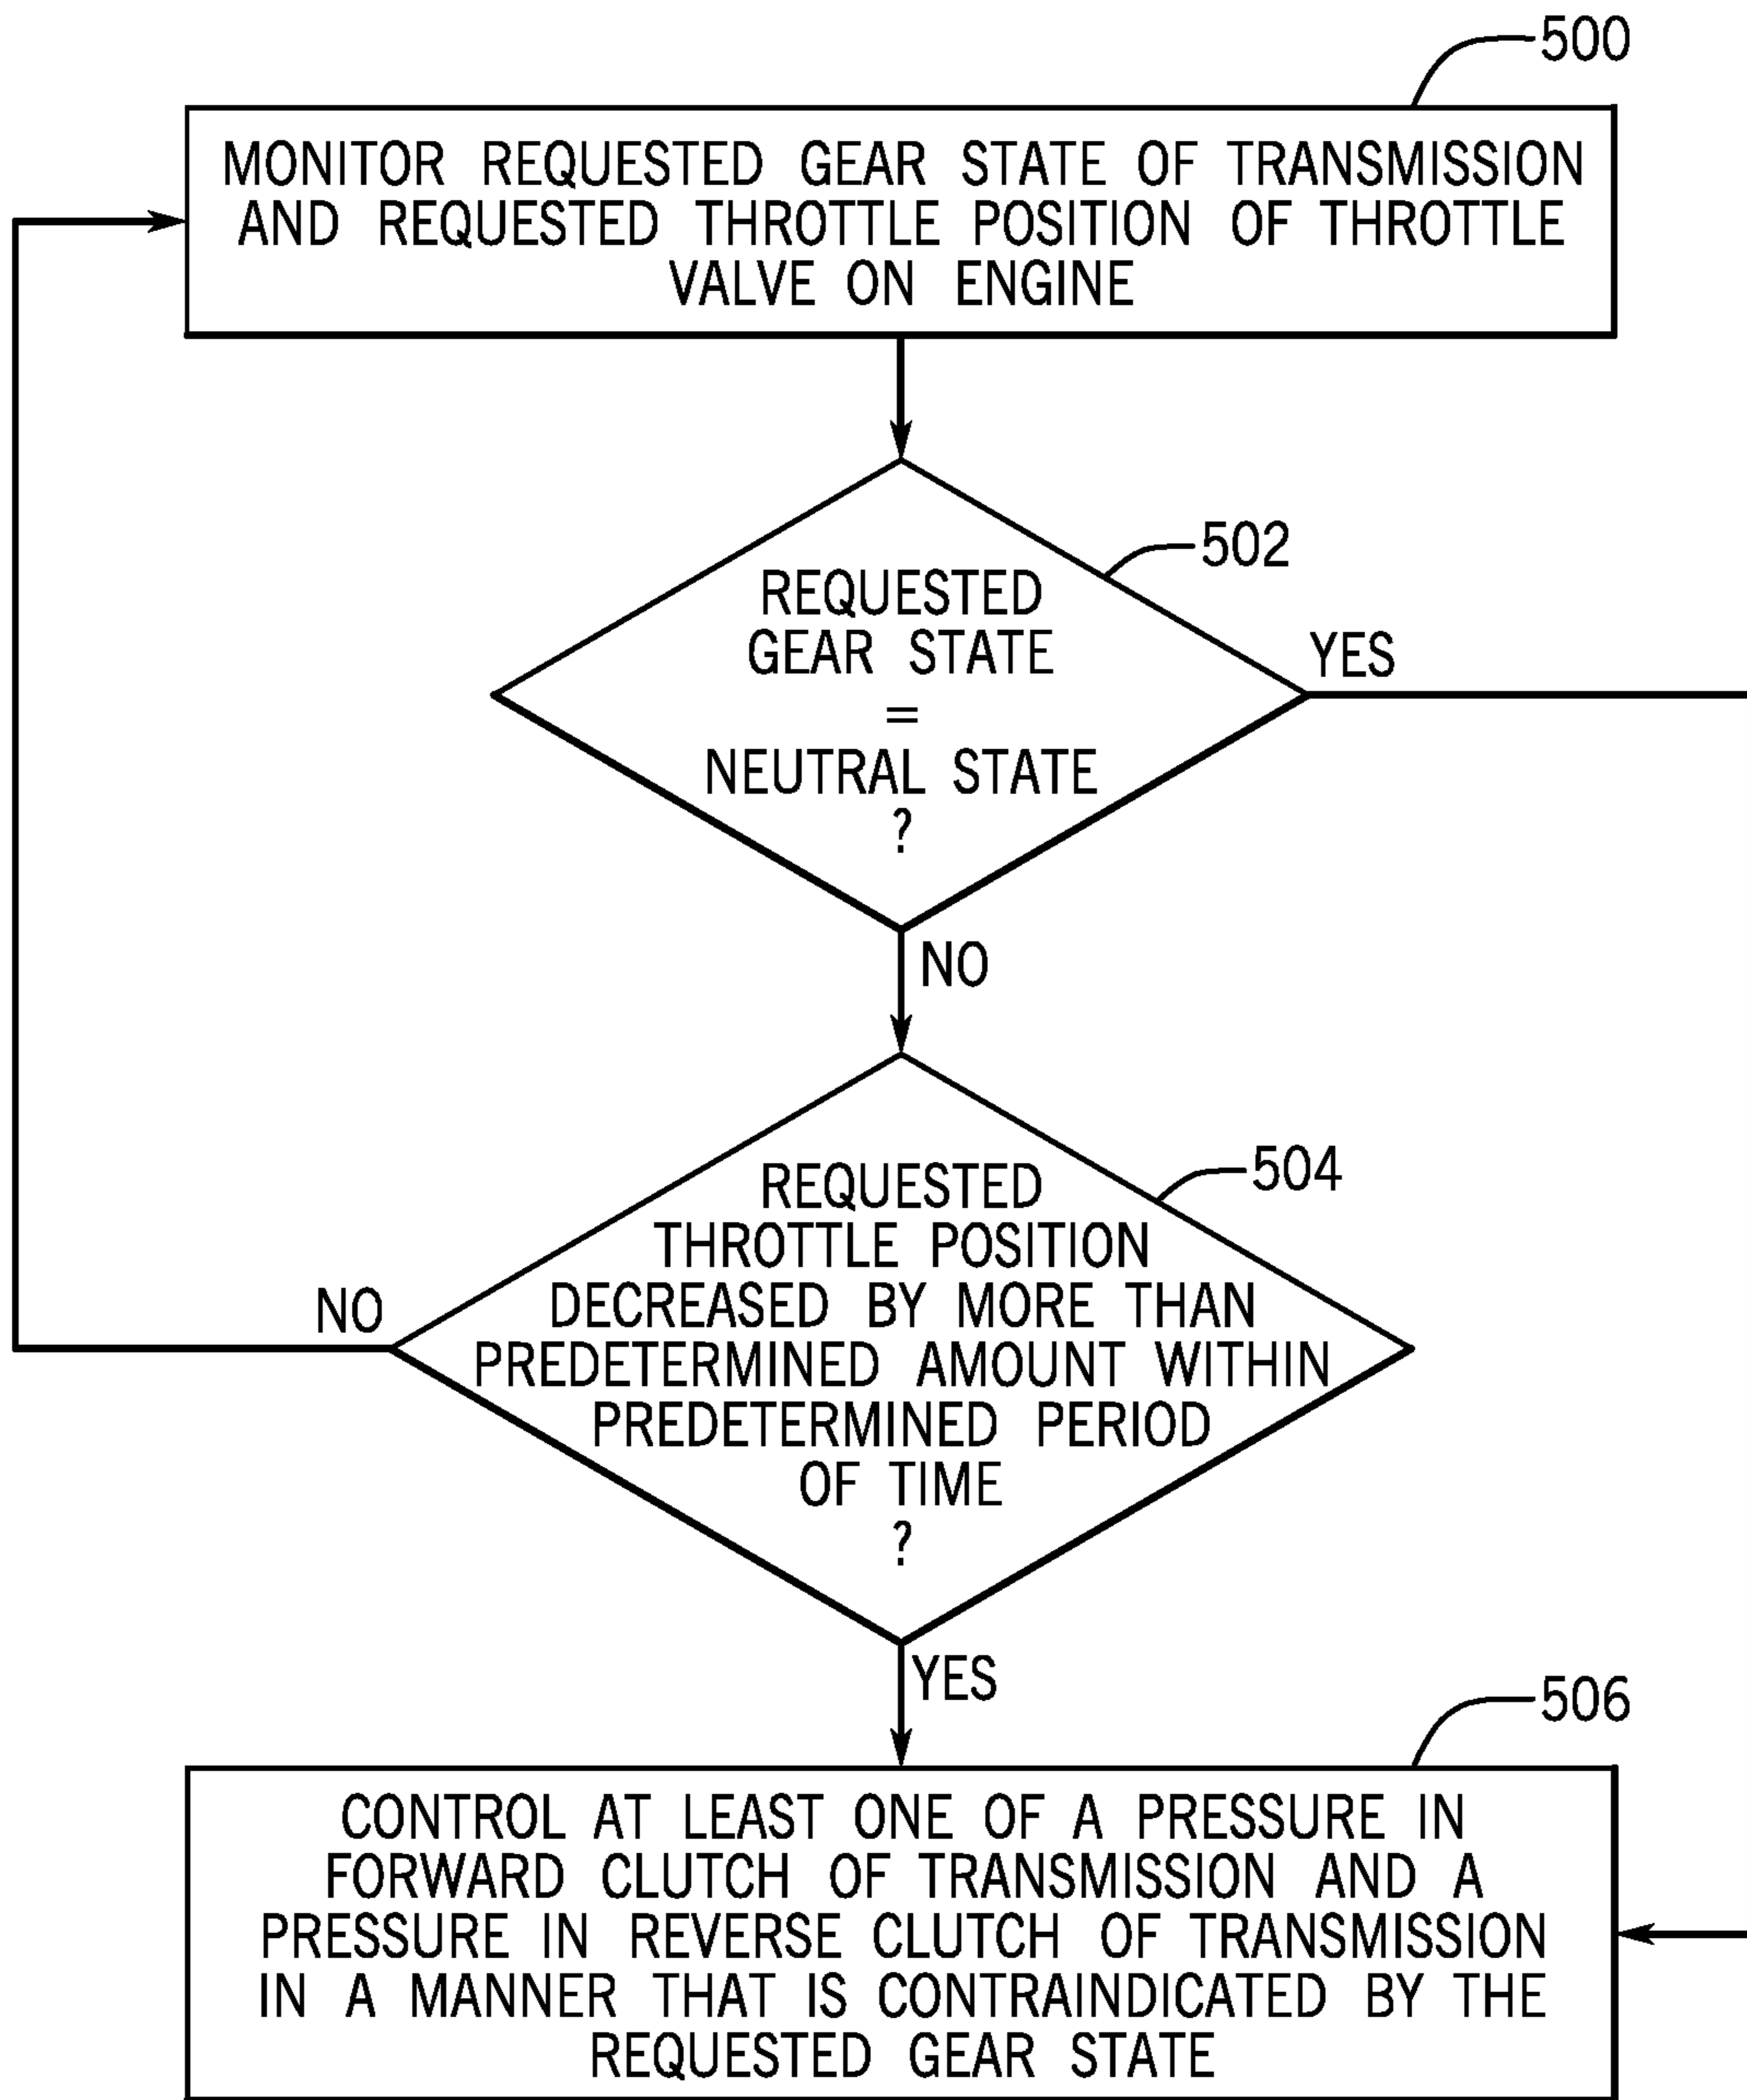 500
MONITOR REQUESTED GEAR STATE OF TRANSMISSION
AND REQUESTED THROTTLE POSITION OF THROTTLE
VALVE ON ENGINE
502
REQUESTED
GEAR STATE
=
NEUTRAL STATE
?
YES
NO
504
REQUESTED
THROTTLE POSITION
DECREASED BY MORE THAN
PREDETERMINED AMOUNT WITHIN
PREDETERMINED PERIOD
OF TIME
?
NO
YES
506
CONTROL AT LEAST ONE OF A PRESSURE IN
FORWARD CLUTCH OF TRANSMISSION AND A
PRESSURE IN REVERSE CLUTCH OF TRANSMISSION
IN A MANNER THAT IS CONTRAINDICATED BY THE
REQUESTED GEAR STATE